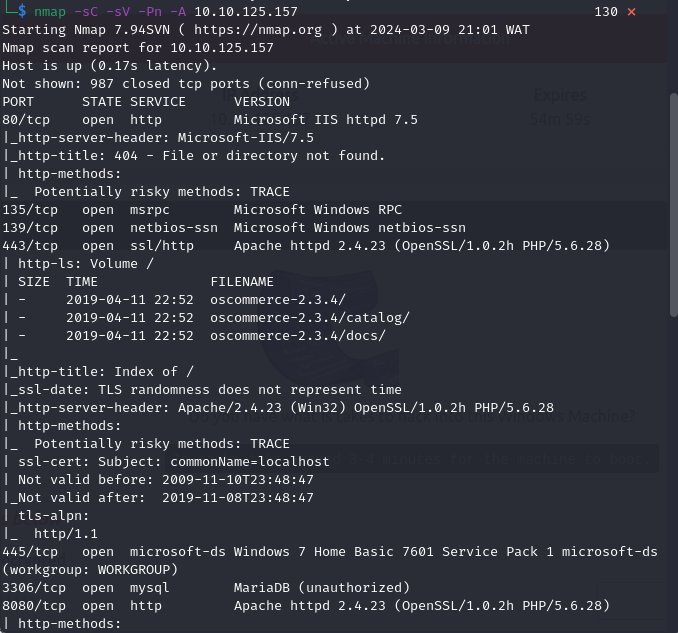 └─$ nmap -sC -sV -Pn -A 10.10.125.157 130 ⨯
Starting Nmap 7.94SVN ( https://nmap.org ) at 2024-03-09 21:01 WAT
Nmap scan report for 10.10.125.157
Host is up (0.17s latency).
Not shown: 987 closed tcp ports (conn-refused)
PORT STATE SERVICE VERSION
Expires
80/tcp open http Microsoft IIS httpd 7.5
54m 59s
|_http-server-header: Microsoft-IIS/7.5
|_http-title: 404 - File or directory not found.
| http-methods:
|_ Potentially risky methods: TRACE
135/tcp open msrpc Microsoft Windows RPC
139/tcp open netbios-ssn Microsoft Windows netbios-ssn
443/tcp open ssl/http Apache httpd 2.4.23 (OpenSSL/1.0.2h PHP/5.6.28)
| http-ls: Volume /
| SIZE TIME FILENAME
| - 2019-04-11 22:52 oscommerce-2.3.4/
| - 2019-04-11 22:52 oscommerce-2.3.4/catalog/
| - 2019-04-11 22:52 oscommerce-2.3.4/docs/
|_
|_http-title: Index of /
|_ssl-date: TLS randomness does not represent time
|_http-server-header: Apache/2.4.23 (Win32) OpenSSL/1.0.2h PHP/5.6.28
| http-methods:
|_ Potentially risky methods: TRACE
| ssl-cert: Subject: commonName=localhost
| Not valid before: 2009-11-10T23:48:47
|_Not valid after: 2019-11-08T23:48:47
| tls-alpn:
|_ http/1.1
445/tcp open microsoft-ds Windows 7 Home Basic 7601 Service Pack 1 microsoft-ds
(workgroup: WORKGROUP)
3306/tcp open mysql MariaDB (unauthorized)
8080/tcp open http Apache httpd 2.4.23 (OpenSSL/1.0.2h PHP/5.6.28)
| http-methods: